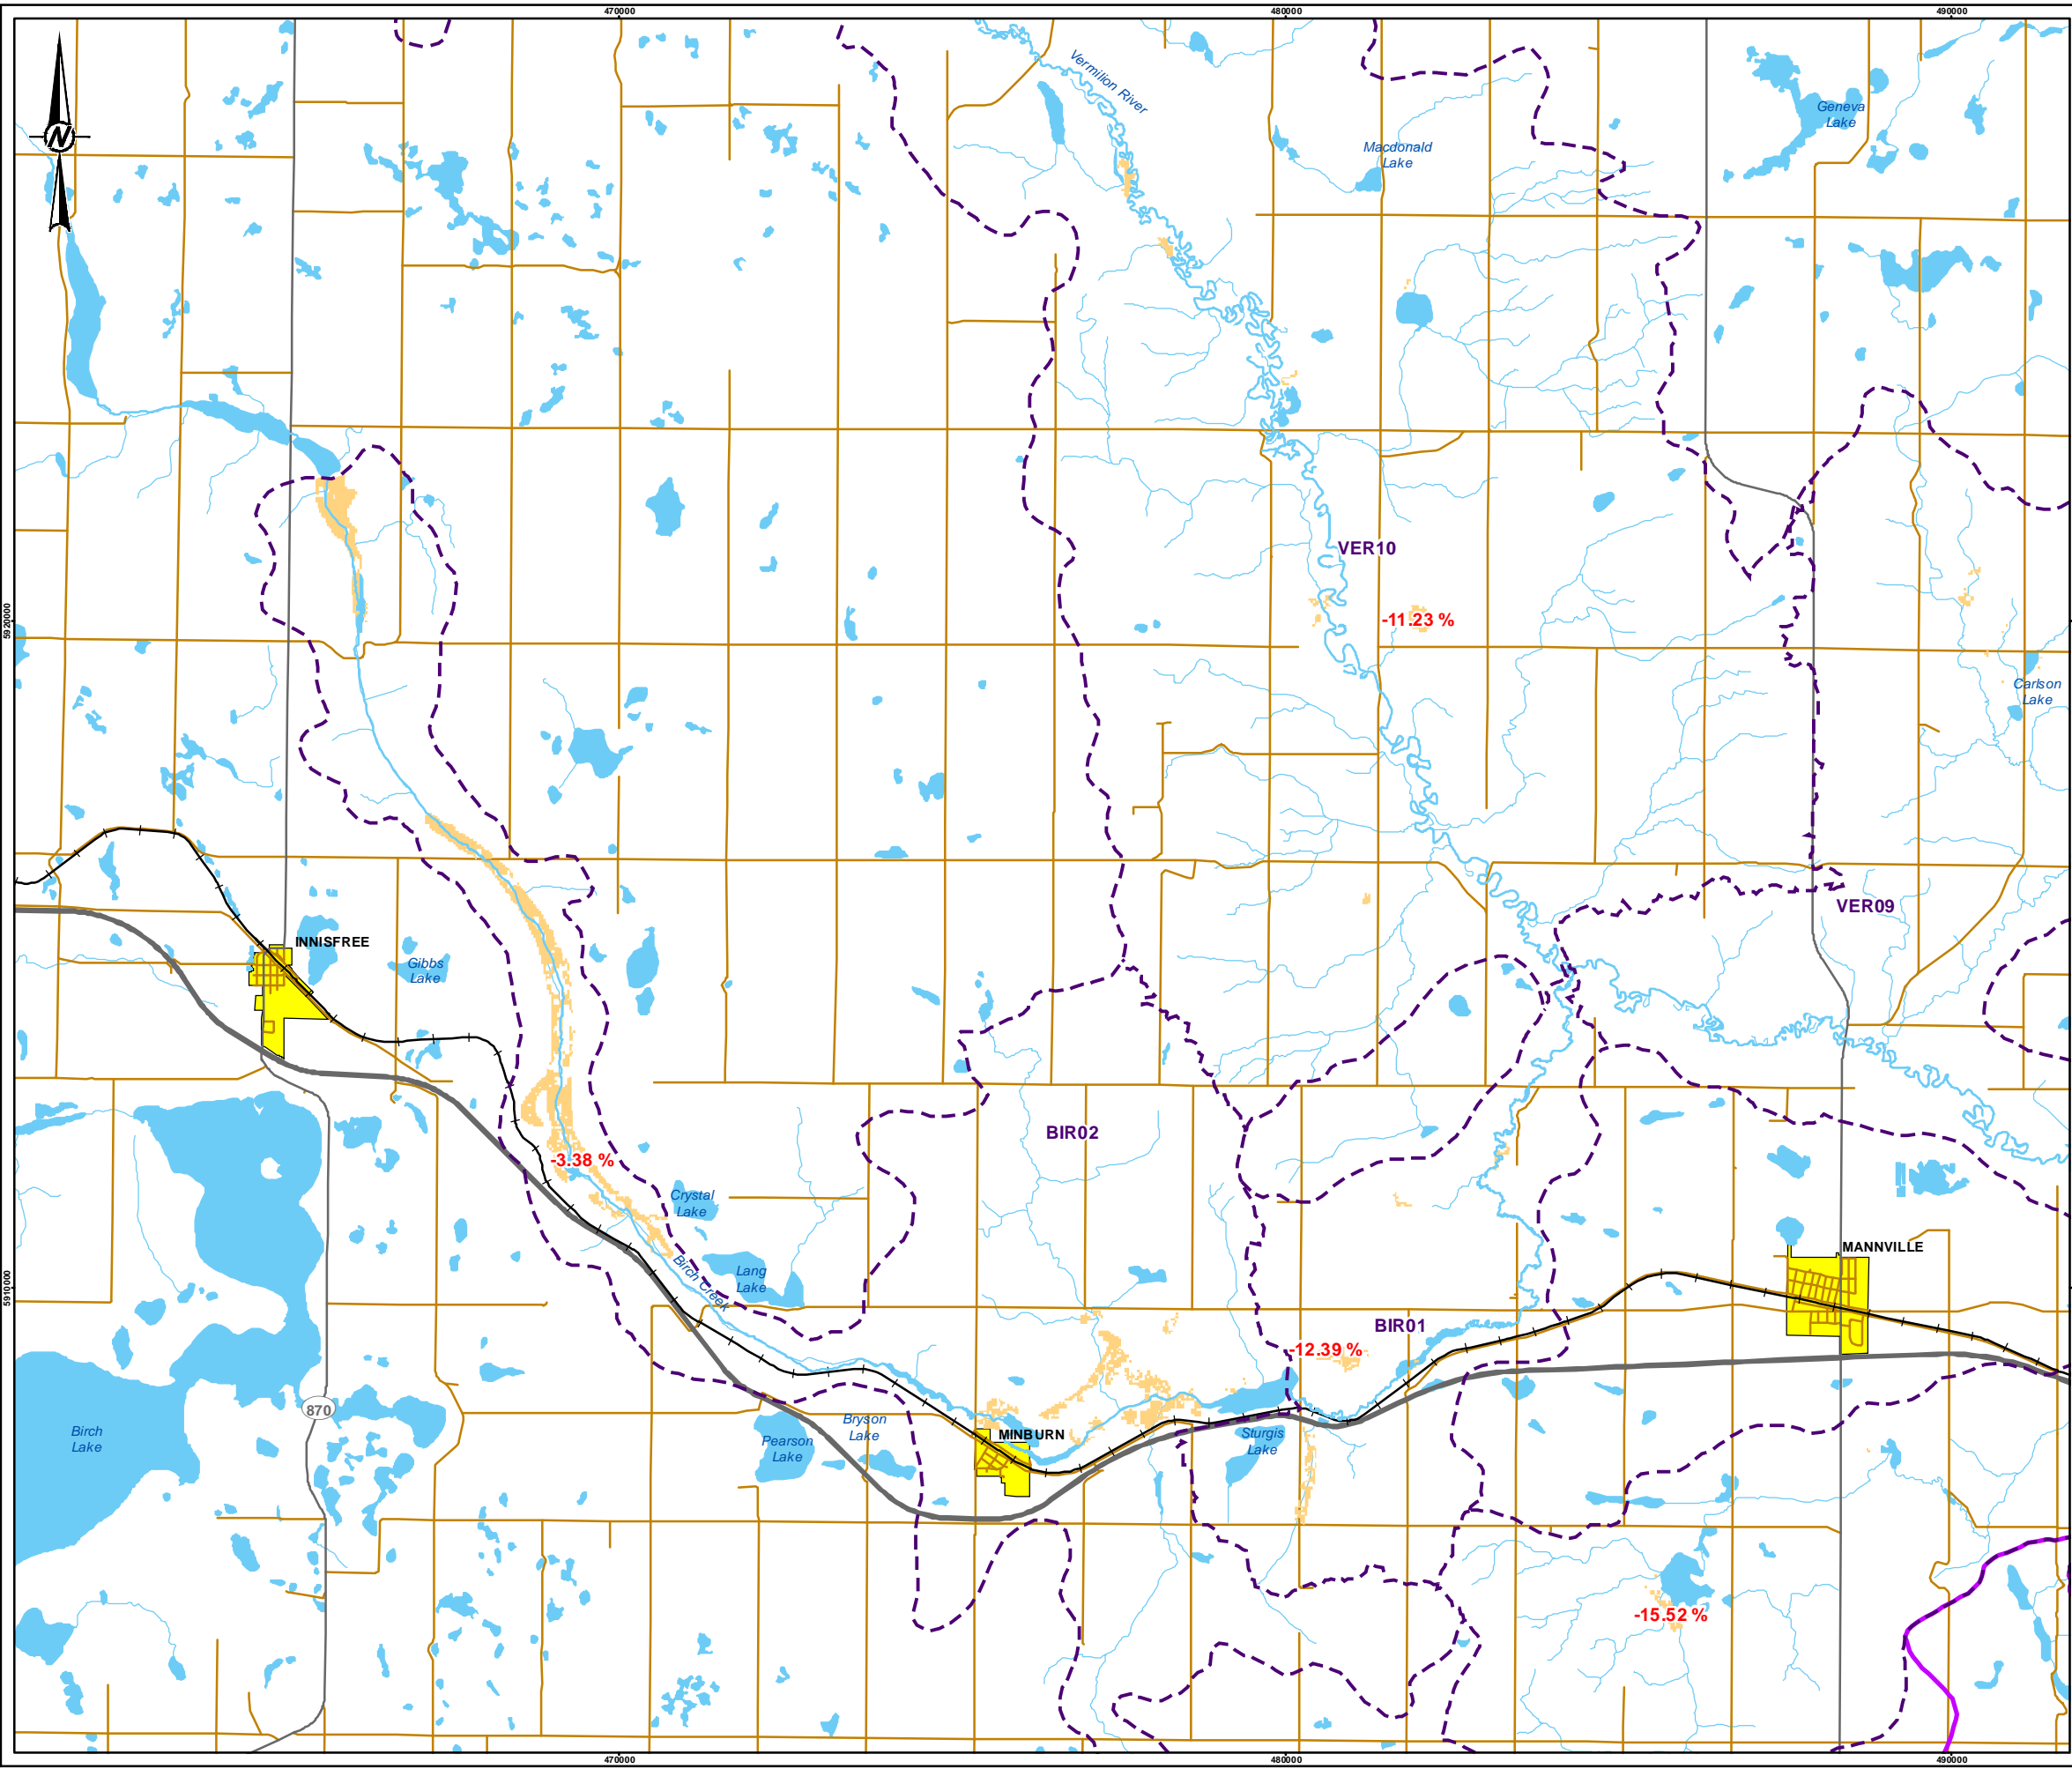 470000
480000
490000
Vermilion River
Geneva
Lake
N
Macdonald
Lake
VER10
5920000
-11.23 %
Carlson
Lake
VER09
INNISFREE
Gibbs
Lake
BIR02
-3.38 %
Crystal
Lake
MANNVILLE
Lang
Lake
Birch Creek
5910000
BIR01
-12.39 %
870
Birch
Lake
Bryson
Lake
Pearson
Lake
MINBURN
Sturgis
Lake
-15.52 %
470000
480000
490000